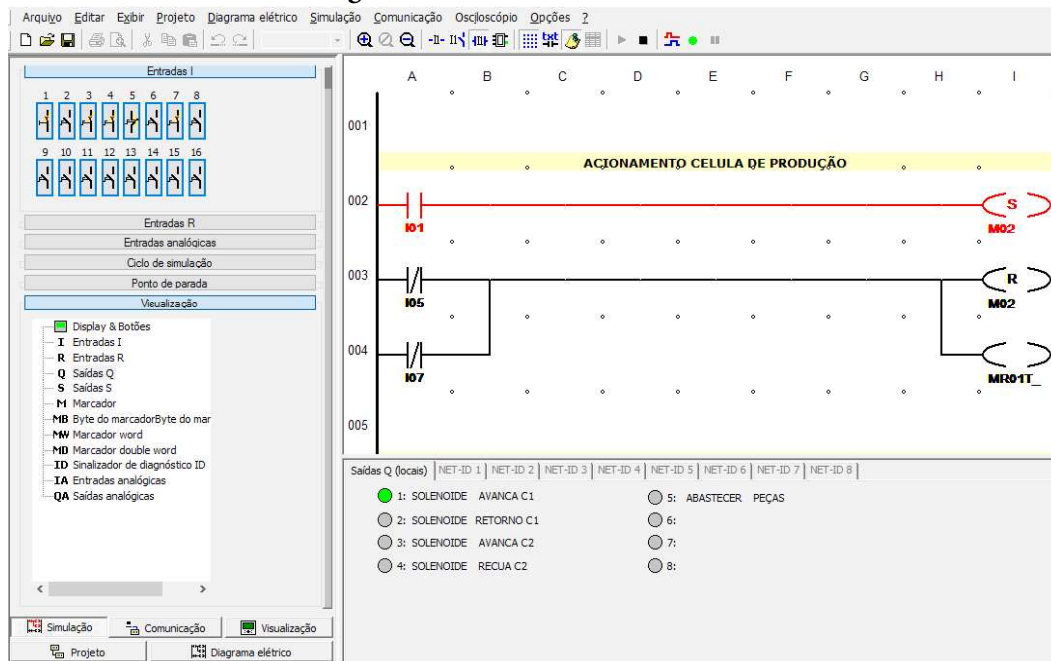 Arquivo Editar Exibir Projeto Diagrama elétrico Simulação Comunicação Osciloscópio Opções ?
Entradas I
1 2 3 4 5 6 7 8
9 10 11 12 13 14 15 16
Entradas R
Entradas analógicas
Ciclo de simulação
Ponto de parada
Visualização
Display & Botões
I Entradas I
R Entradas R
Q Saídas Q
S Saídas S
M Marcador
MB Byte do marcadorByte do mar
MW Marcador word
MD Marcador double word
ID Sinalizador de diagnóstico ID
IA Entradas analógicas
QA Saídas analógicas
Simulação Comunicação Visualização
Projeto Diagrama elétrico
A B C D E F G H I
001
ACIONAMENTO CELULA DE PRODUÇÃO
002
I01
S
M02
003
I05
R
M02
004
I07
MR01T_
005
Saídas Q (locais) NET-ID 1 NET-ID 2 NET-ID 3 NET-ID 4 NET-ID 5 NET-ID 6 NET-ID 7 NET-ID 8
1: SOLENOIDE AVANCA C1
2: SOLENOIDE RETORNO C1
3: SOLENOIDE AVANCA C2
4: SOLENOIDE RECUA C2
5: ABASTECER PEÇAS
6:
7:
8: